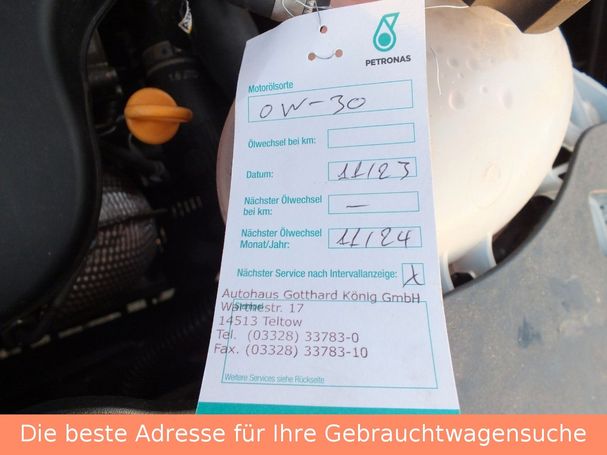 PETRONAS
Motorölsorte
0W-30
Ölwechsel bei km:
Datum: 11/23
Nächster Ölwechsel
bei km: —
Nächster Ölwechsel
Monat/Jahr: 11/24
Nächster Service nach Intervallanzeige: X
Autohaus Gotthard König GmbH
Stempel
Warthestr. 17
14513 Teltow
Tel. (03328) 33783-0
Fax. (03328) 33783-10
Weitere Services siehe Rückseite
Die beste Adresse für Ihre Gebrauchtwagensuche